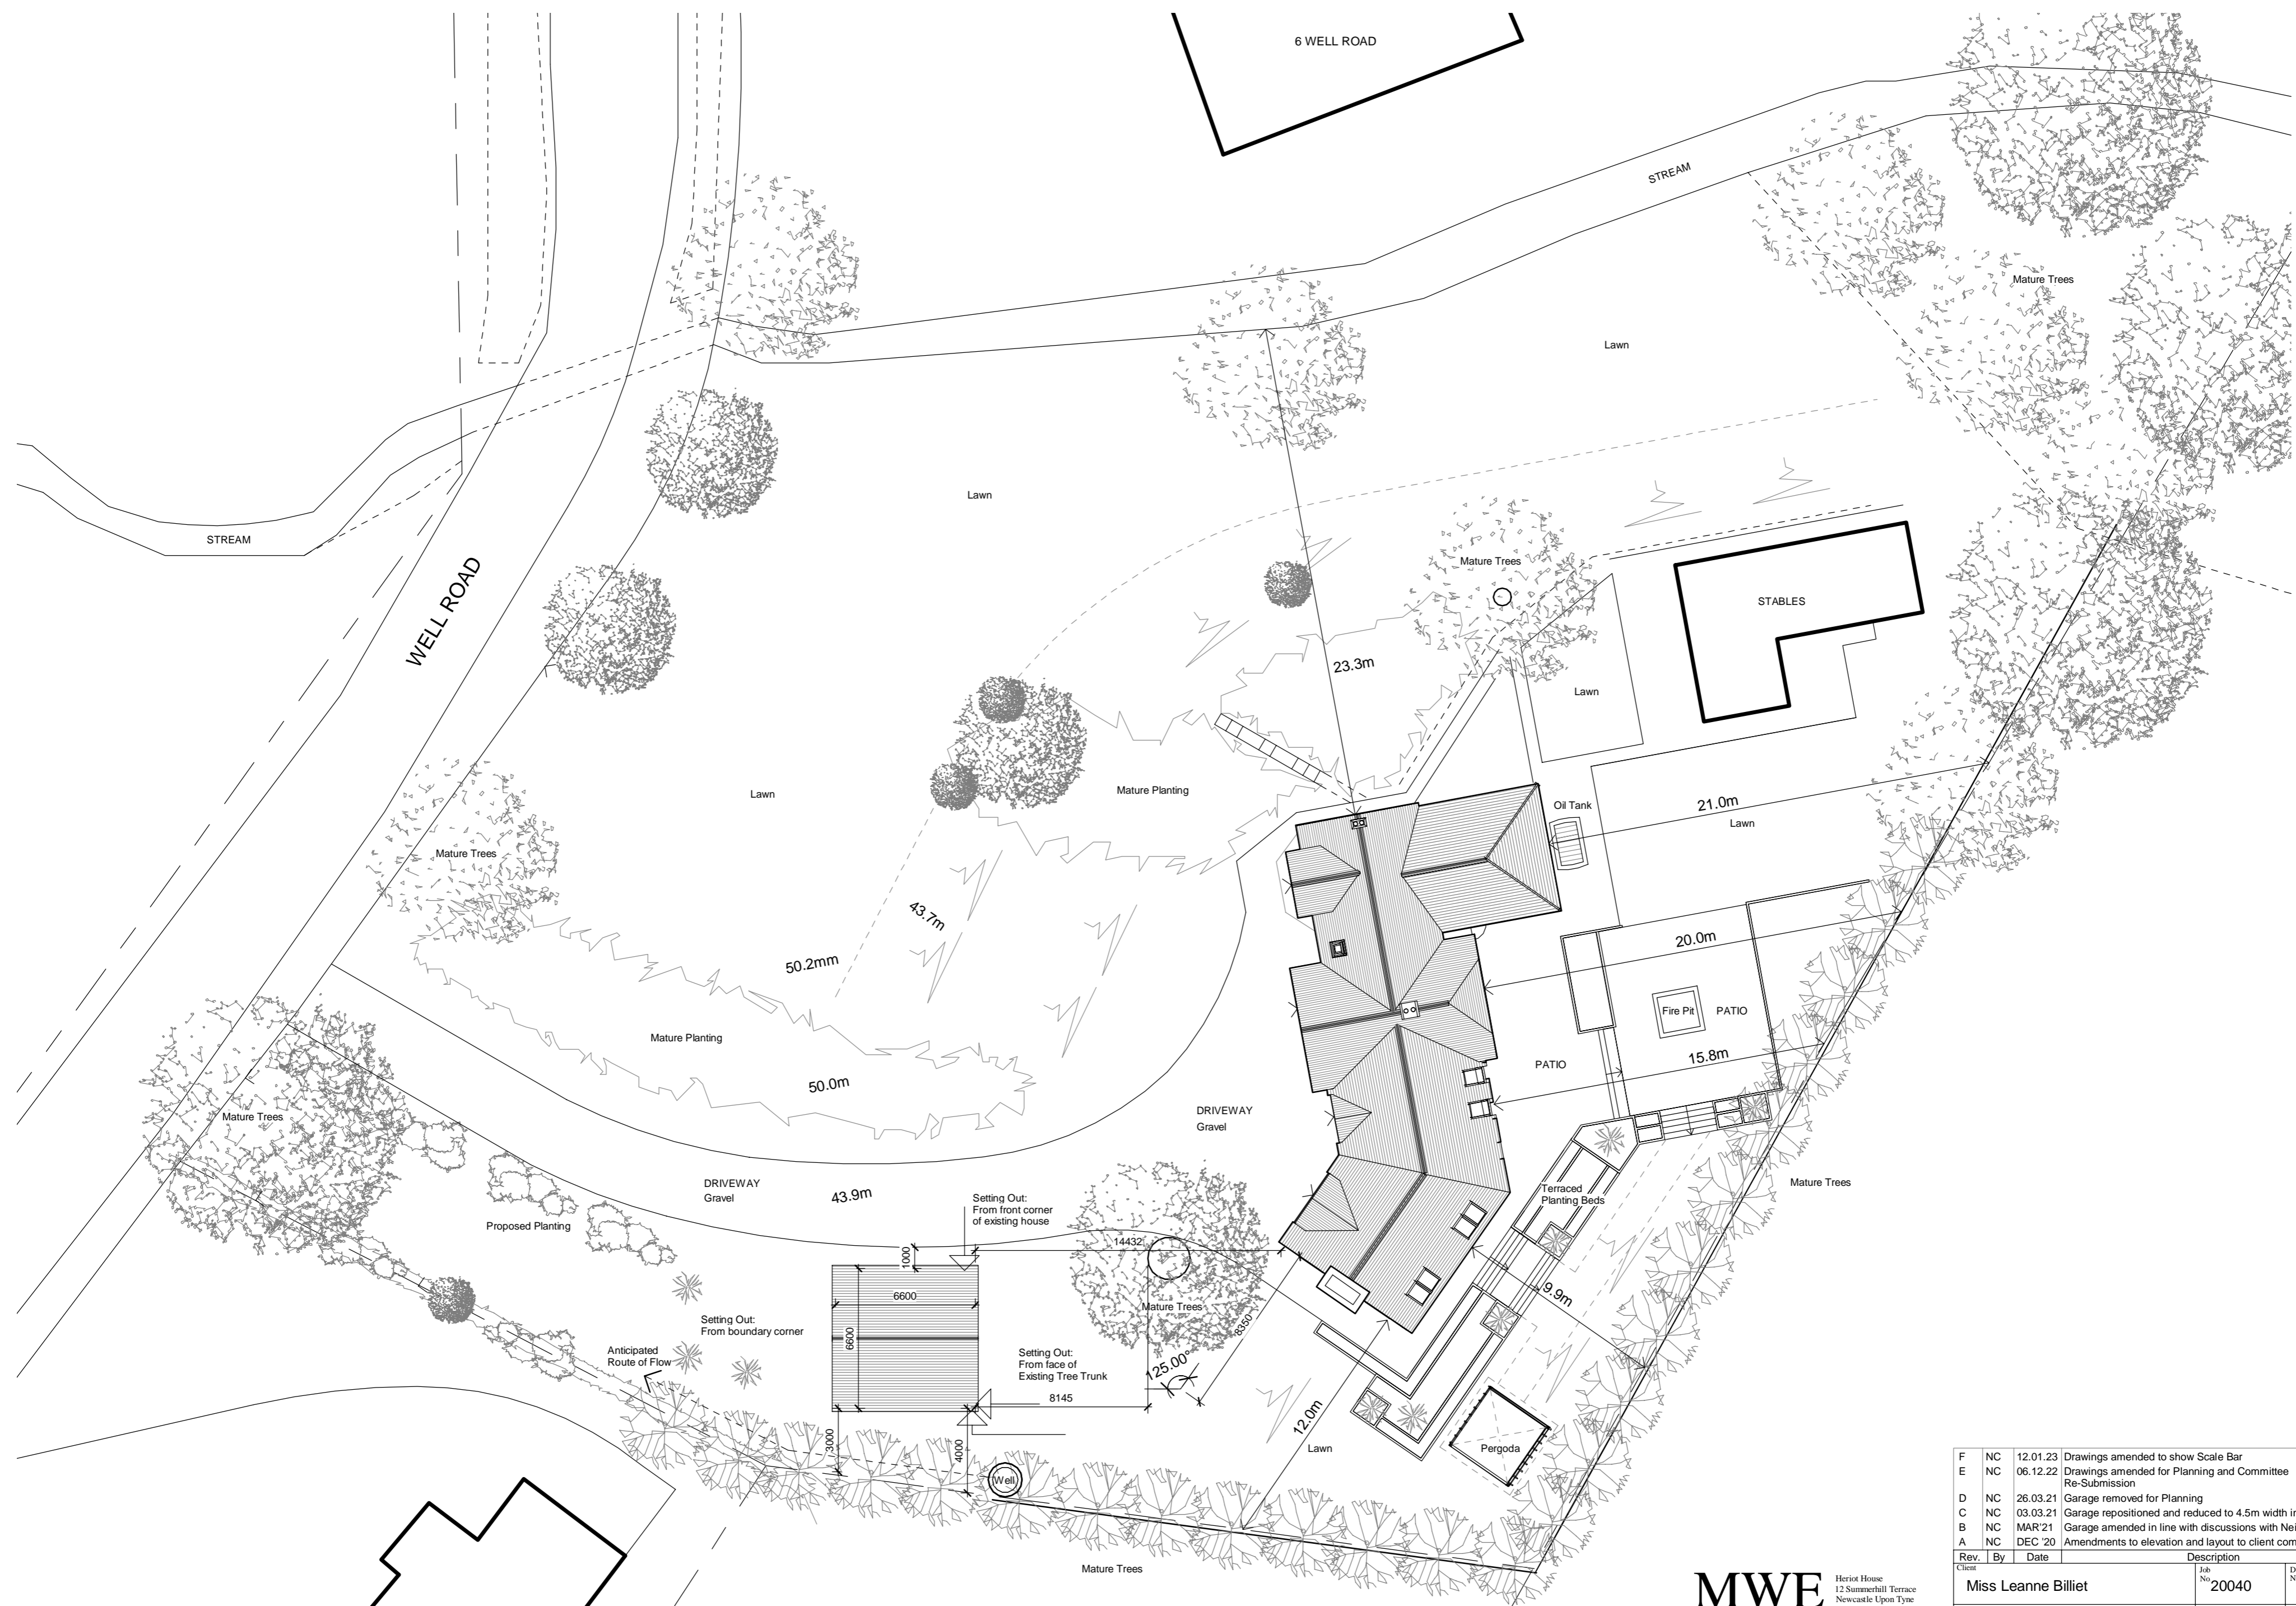 6 WELL ROAD
STREAM
Mature Trees
Lawn
Lawn
STREAM
WELL ROAD
Mature Trees
STABLES
23.3m
Lawn
Lawn
Mature Planting
Oil Tank
21.0m
Lawn
Mature Trees
43.7m
50.2mm
20.0m
Fire Pit
PATIO
Mature Planting
15.8m
PATIO
50.0m
Mature Trees
DRIVEWAY
Gravel
DRIVEWAY
Gravel
43.9m
Mature Trees
Terraced
Planting Beds
Proposed Planting
Setting Out:
From front corner
of existing house
14432
1000
6600
6600
Mature Trees
9.9m
Setting Out:
From boundary corner
8350
Anticipated
Route of Flow
Setting Out:
From face of
Existing Tree Trunk
125.00°
8145
12.0m
3000
4000
Lawn
Pergoda
Well
Mature Trees
F NC 12.01.23 Drawings amended to show Scale Bar
E NC 06.12.22 Drawings amended for Planning and Committee
Re-Submission
D NC 26.03.21 Garage removed for Planning
C NC 03.03.21 Garage repositioned and reduced to 4.5m width
B NC MAR'21 Garage amended in line with discussions with
A NC DEC '20 Amendments to elevation and layout to client
Rev. By Date Description
Client
Miss Leanne Billiet
Job
No 20040
MWE
Heriot House
12 Summerhill Terrace
Newcastle Upon Tyne